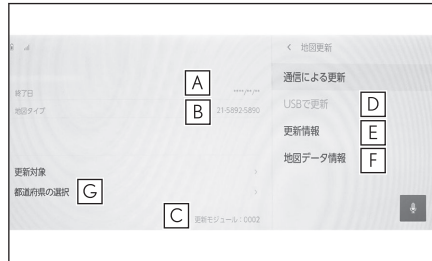 A
終了日 ****/**/**
地図タイプ B 21-5892-5890
更新対象 >
都道府県の選択 G >
C 更新モジュール：0002
< 地図更新
通信による更新
USBで更新 D
更新情報 E
地図データ情報 F